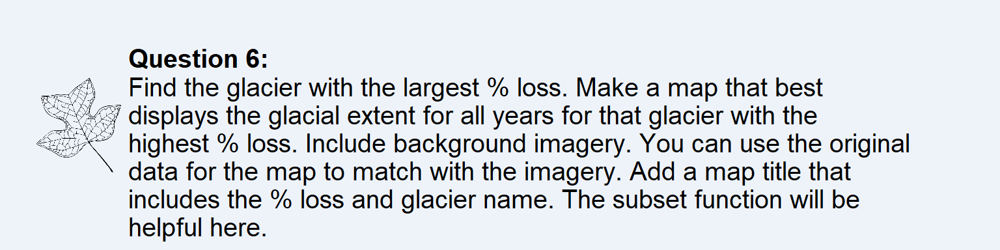 Question 6:
Find the glacier with the largest % loss. Make a map that best
displays the glacial extent for all years for that glacier with the
highest % loss. Include background imagery. You can use the original
data for the map to match with the imagery. Add a map title that
includes the % loss and glacier name. The subset function will be
helpful here.